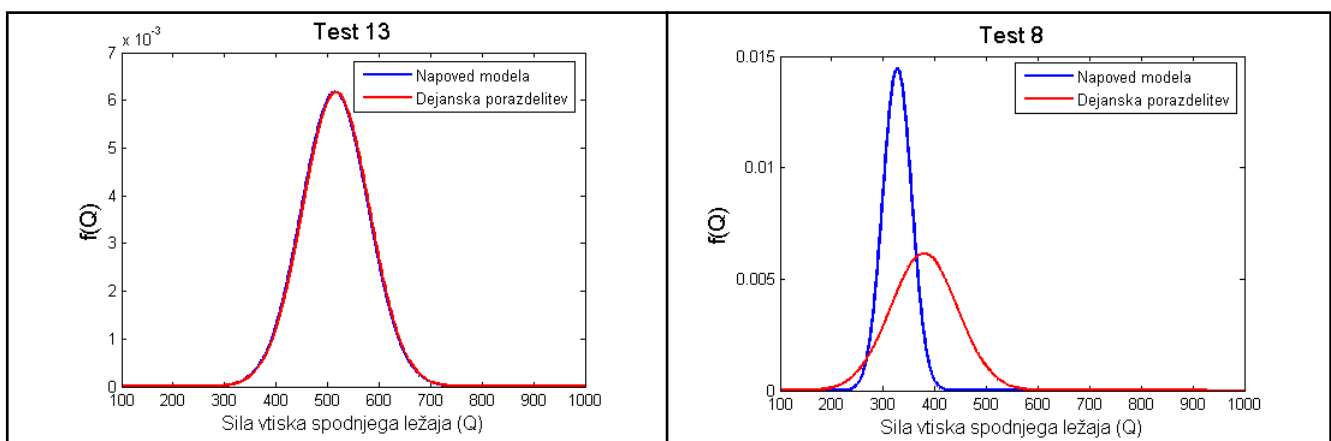 Test 13
x 10⁻³
7
6
5
4
3
2
1
0
f(Q)
Napoved modela
Dejanska porazdelitev
100 200 300 400 500 600 700 800 900 1000
Sila vtiska spodnjega ležaja (Q)
Test 8
0.015
0.01
0.005
0
f(Q)
Napoved modela
Dejanska porazdelitev
100 200 300 400 500 600 700 800 900 1000
Sila vtiska spodnjega ležaja (Q)